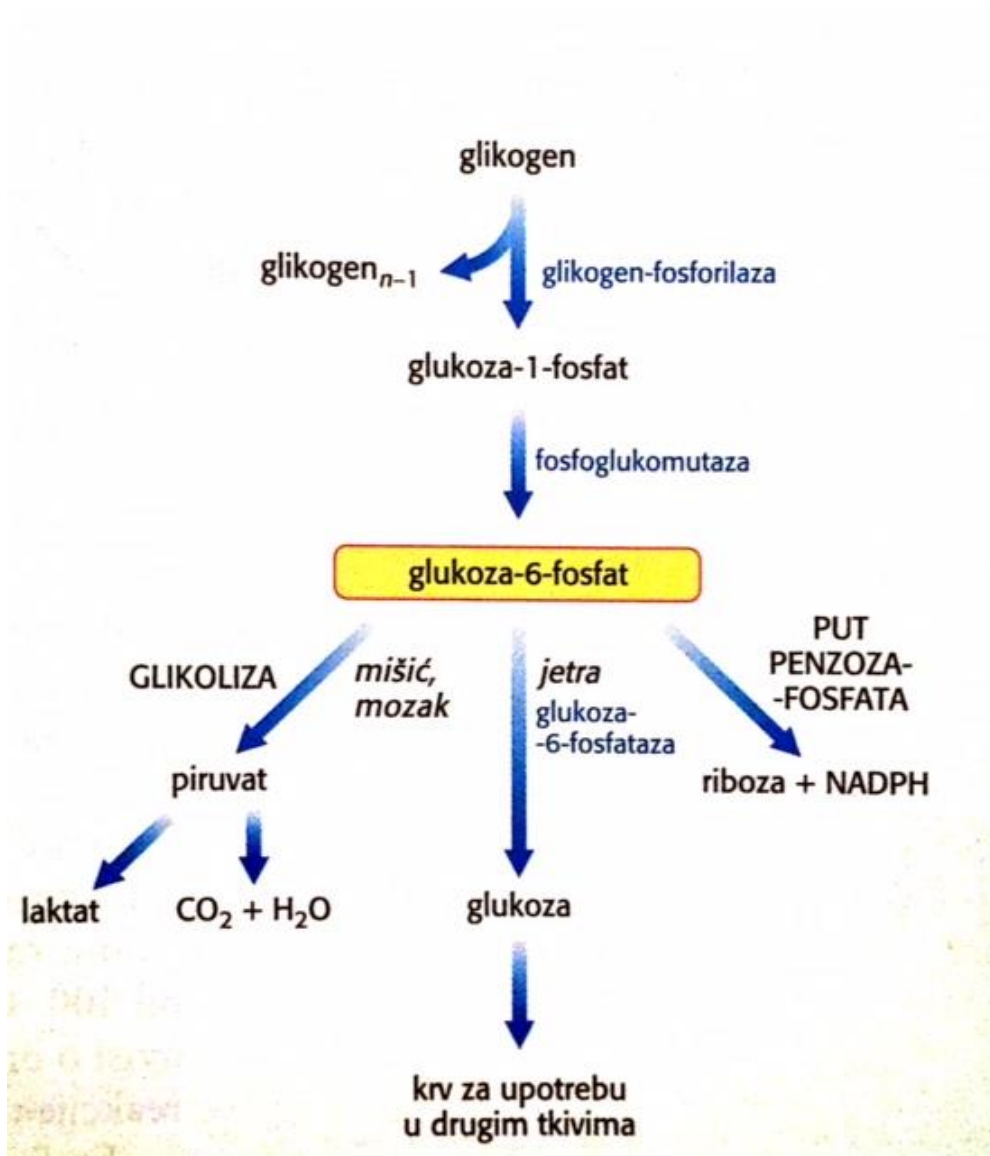 glikogen
glikogenₙ₋₁
glikogen-fosforilaza
glukoza-1-fosfat
fosfoglukomutaza
glukoza-6-fosfat
GLIKOLIZA
mišić,
mozak
jetra
glukoza-
-6-fosfataza
PUT
PENZOZA-
-FOSFATA
piruvat
riboza + NADPH
laktat
CO₂ + H₂O
glukoza
krv za upotrebu
u drugim tkivima